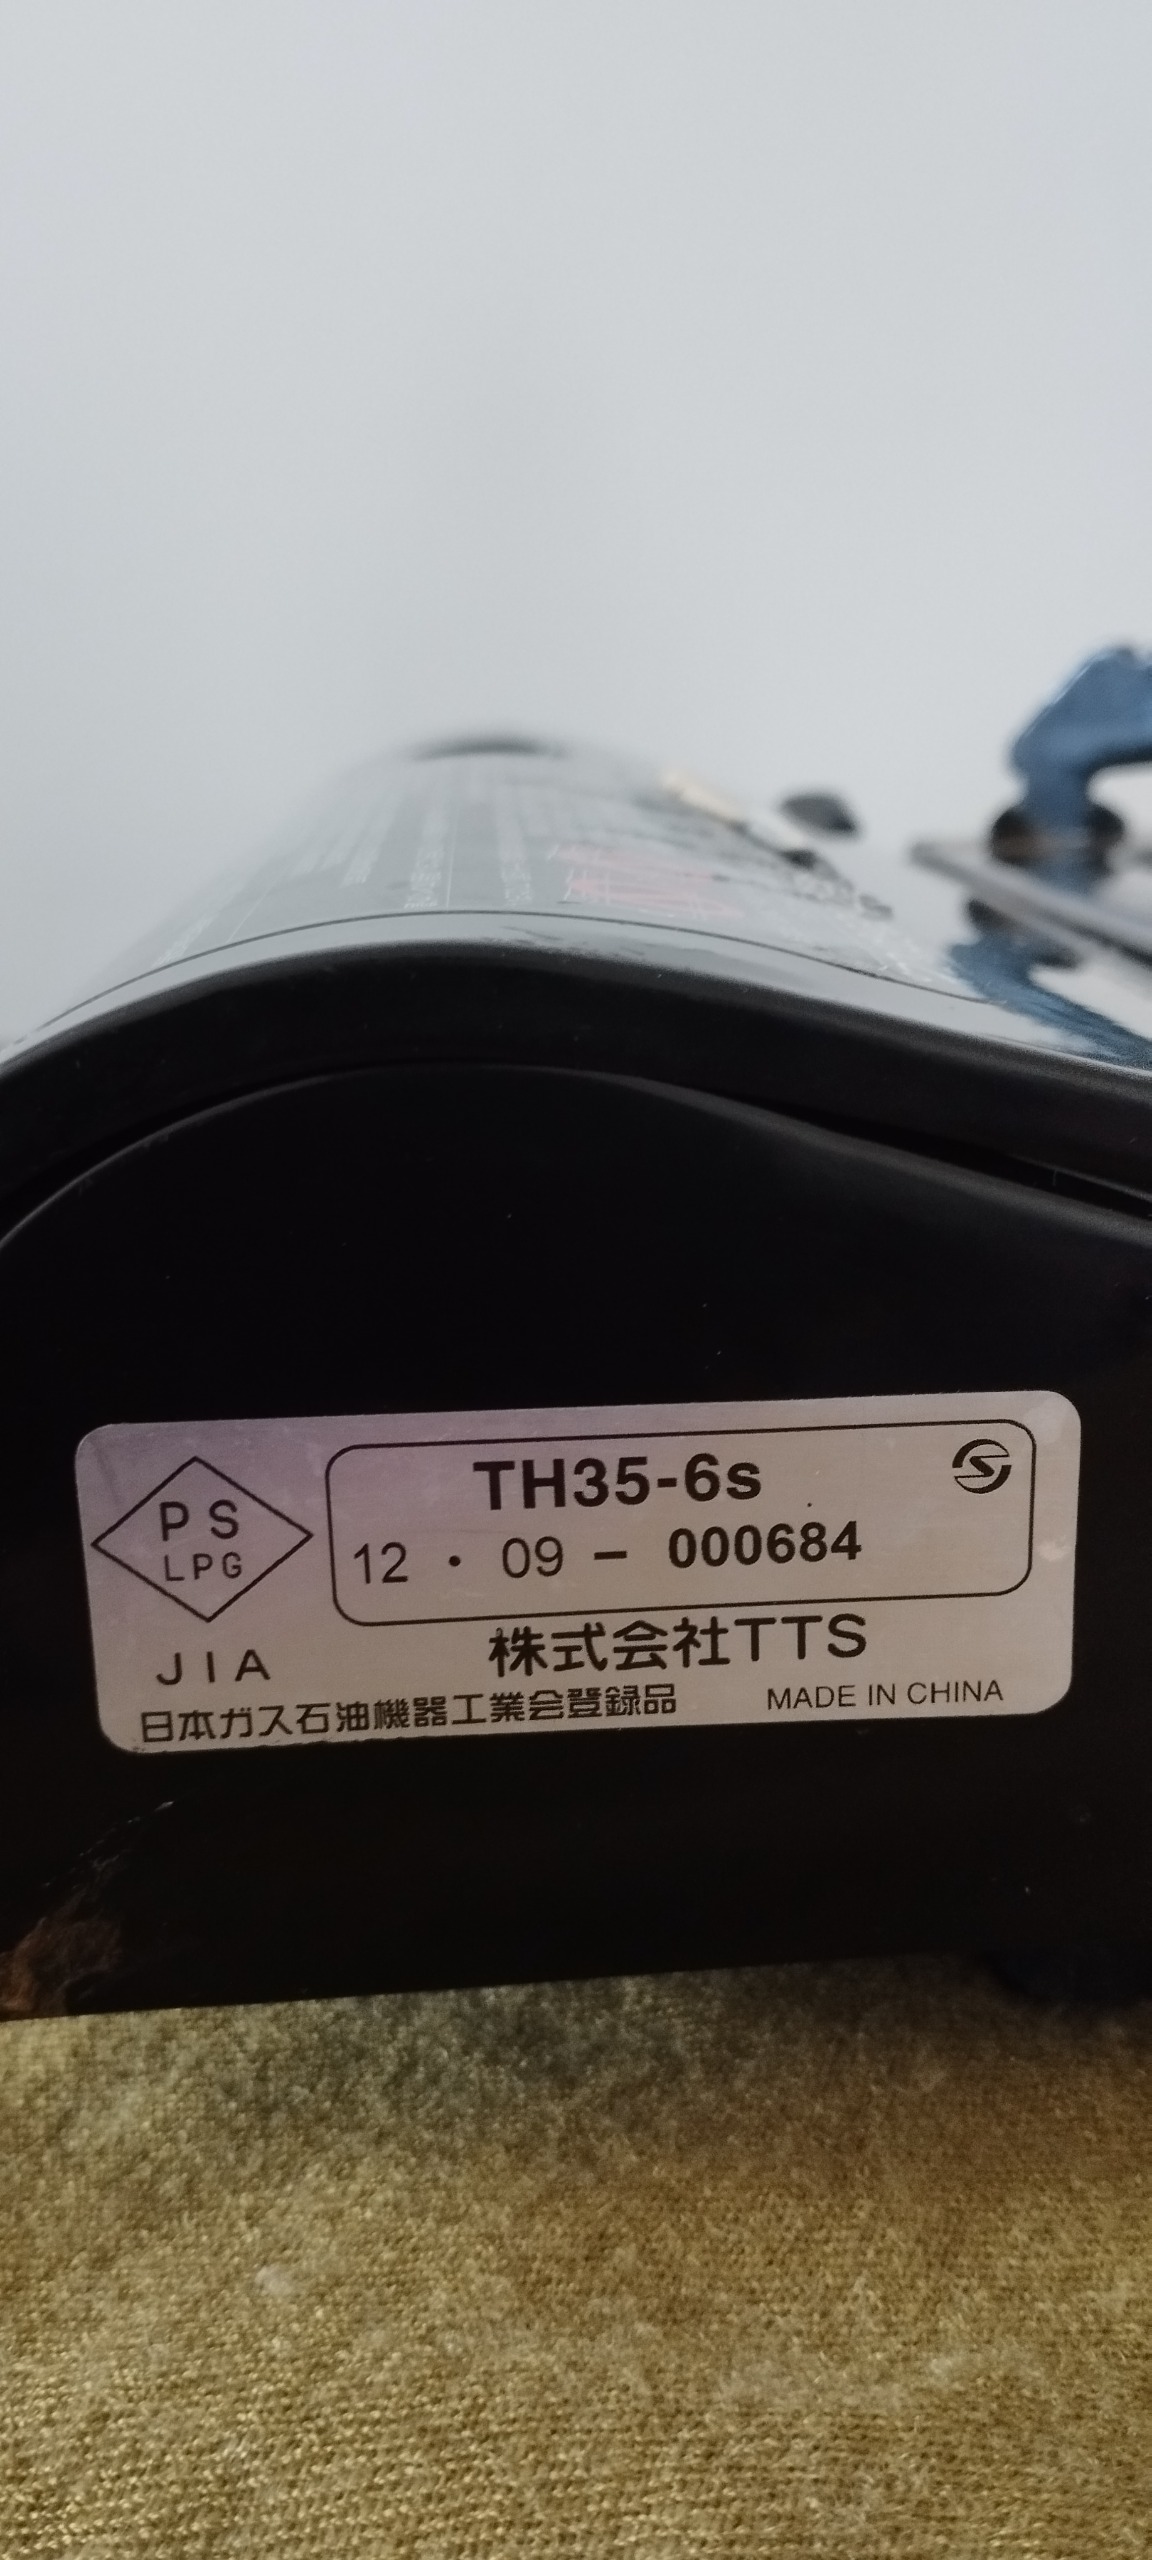 PS
LPG
JIA
TH35-6s
12・09－000684
株式会社TTS
日本ガス石油機器工業会登録品
MADE IN CHINA